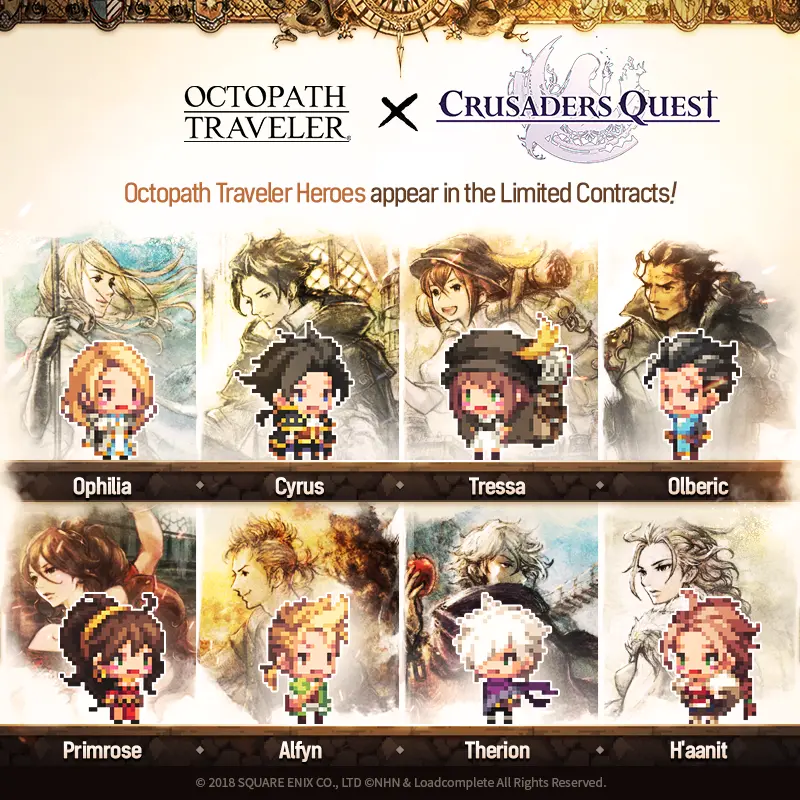 OCTOPATH
TRAVELER
X
CRUSADERS QUEST
Octopath Traveler Heroes appear in the Limited Contracts!
Ophilia
Cyrus
Tressa
Olberic
Primrose
Alfyn
Therion
H'aanit
© 2018 SQUARE ENIX CO., LTD ©NHN & Loadcomplete All Rights Reserved.